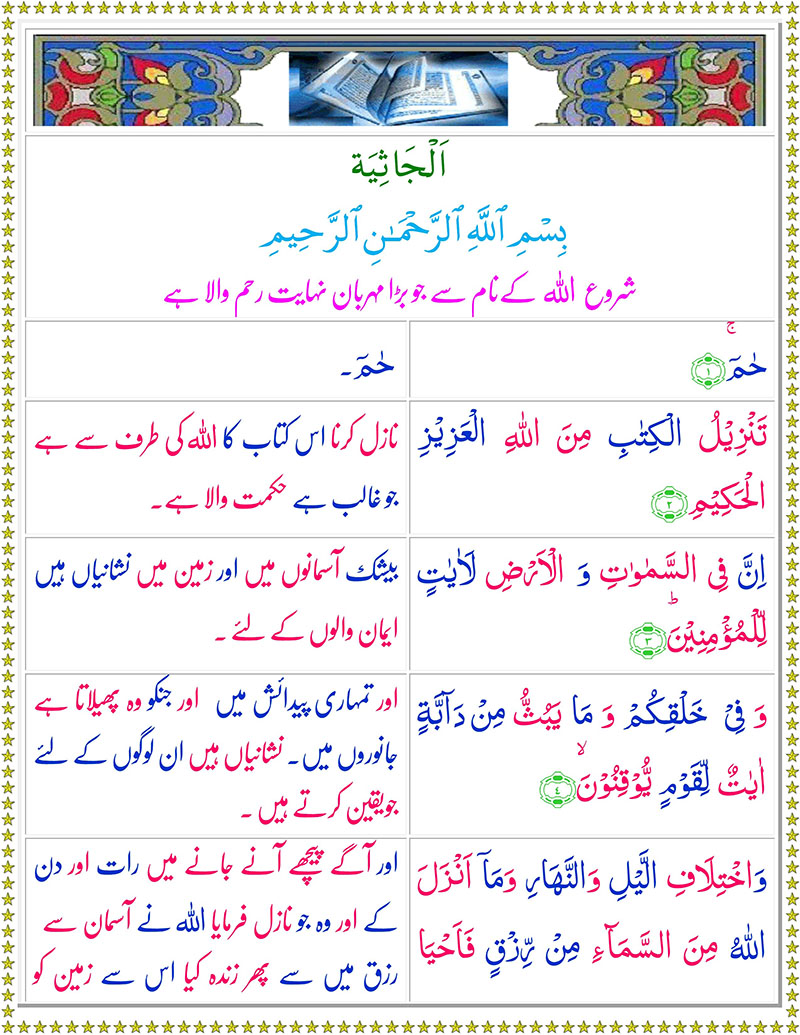 اَلْجَاثِيَة
بِسْمِ ٱللَّهِ ٱلرَّحْمَـٰنِ ٱلرَّحِيمِ
شروع اللہ کے نام سے جو بڑا مہربان نہایت رحم والا ہے
حٰمٓ ۚ ﴿۱﴾
حٰمٓ۔
تَنْزِيْلُ الْكِتٰبِ مِنَ اللّٰهِ الْعَزِيْزِ
الْحَكِيْمِ ﴿۲﴾
نازل کرنا اس کتاب کا اللہ کی طرف سے ہے
جو غالب ہے حکمت والا ہے۔
اِنَّ فِي السَّمٰوٰتِ وَ الْاَرْضِ لَاٰيٰتٍ
لِّلْمُؤْمِنِيْنَ ؕ ﴿۳﴾
بیشک آسمانوں میں اور زمین میں نشانیاں ہیں
ایمان والوں کے لئے ۔
وَ فِيْ خَلْقِكُمْ وَ مَا يَبُثُّ مِنْ دَآبَّةٍ
اٰيٰتٌ لِّقَوْمٍ يُّوْقِنُوْنَ ۙ ﴿٤﴾
اور تمہاری پیدائش میں اور جنکو وہ پھیلاتا ہے
جانوروں میں۔ نشانیاں ہیں ان لوگوں کے لئے
جو یقین کرتے ہیں ۔
وَاخْتِلَافِ الَّيْلِ وَالنَّهَارِ وَمَآ اَنْزَلَ
اللّٰهُ مِنَ السَّمَآءِ مِنْ رِّزْقٍ فَاَحْيَا
اور آگے پیچھے آنے جانے میں رات اور دن
کے اور وہ جو نازل فرمایا اللہ نے آسمان سے
رزق میں سے پھر زندہ کیا اس سے زمین کو